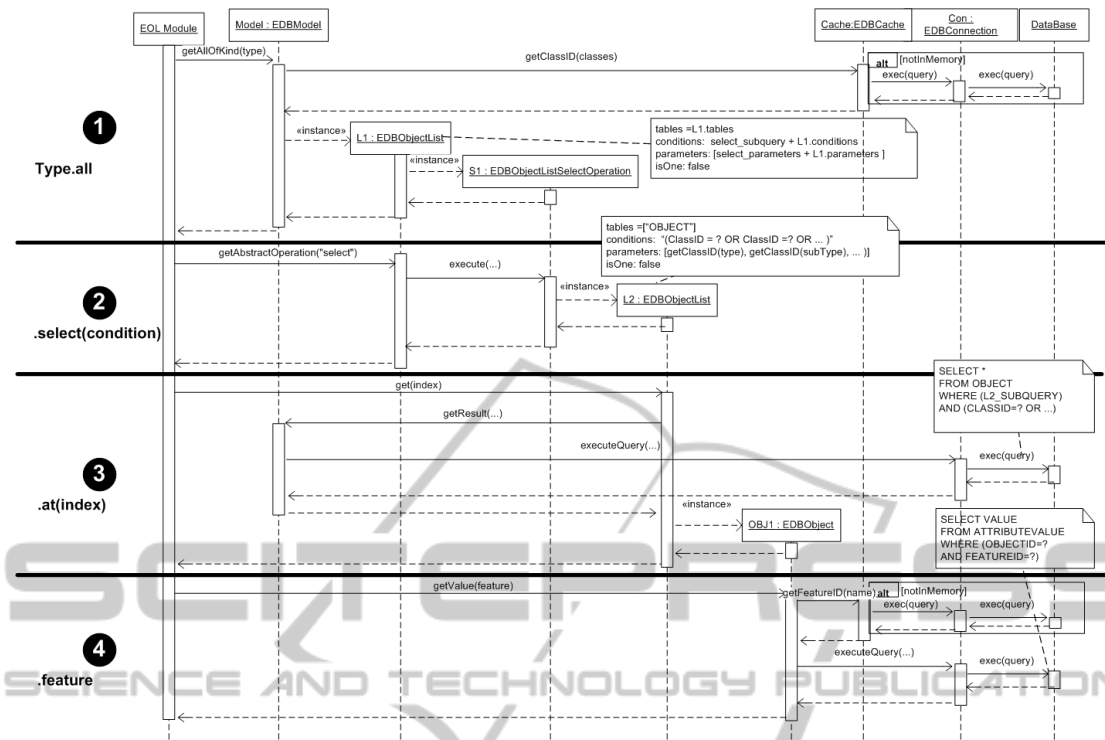 EOL Module
Model : EDBModel
Cache:EDBCache
Con :
EDBConnection
DataBase
getAllOfKind(type)
getClassID(classes)
alt
[notInMemory]
exec(query)
exec(query)
1
Type.all
«instance»
L1 : EDBObjectList
tables =L1.tables
conditions: select_subquery + L1.conditions
parameters: [select_parameters + L1.parameters ]
isOne: false
«instance»
S1 : EDBObjectListSelectOperation
tables =["OBJECT"]
conditions: "(ClassID = ? OR ClassID =? OR ... )"
parameters: [getClassID(type), getClassID(subType), ... )]
isOne: false
getAbstractOperation("select")
execute(...)
2
.select(condition)
«instance»
L2 : EDBObjectList
get(index)
SELECT *
FROM OBJECT
WHERE (L2_SUBQUERY)
AND (CLASSID=? OR ...)
getResult(...)
executeQuery(...)
exec(query)
3
.at(index)
«instance»
OBJ1 : EDBObject
SELECT VALUE
FROM ATTRIBUTEVALUE
WHERE (OBJECTID=?
AND FEATUREID=?)
getValue(feature)
getFeatureID(name)
alt
[notInMemory]
exec(query)
exec(query)
4
.feature
executeQuery(...)
exec(query)
SCITEPRESS
SCIENCE AND TECHNOLOGY PUBLICATIONS